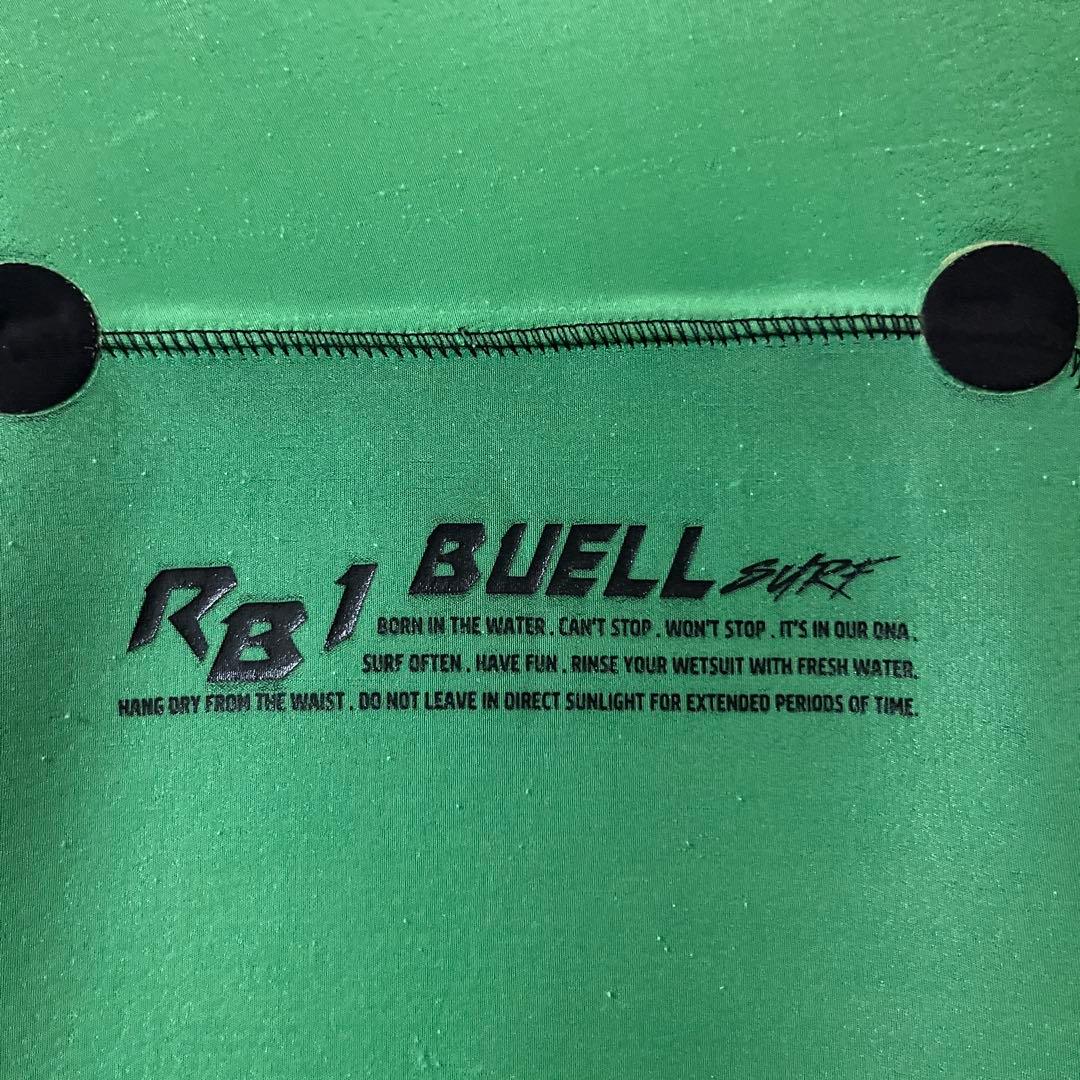 BUELL SURF
RB1
BORN IN THE WATER . CAN'T STOP . WON'T STOP . IT'S IN OUR DNA .
SURF OFTEN . HAVE FUN . RINSE YOUR WETSUIT WITH FRESH WATER.
HANG DRY FROM THE WAIST . DO NOT LEAVE IN DIRECT SUNLIGHT FOR EXTENDED PERIODS OF TIME.